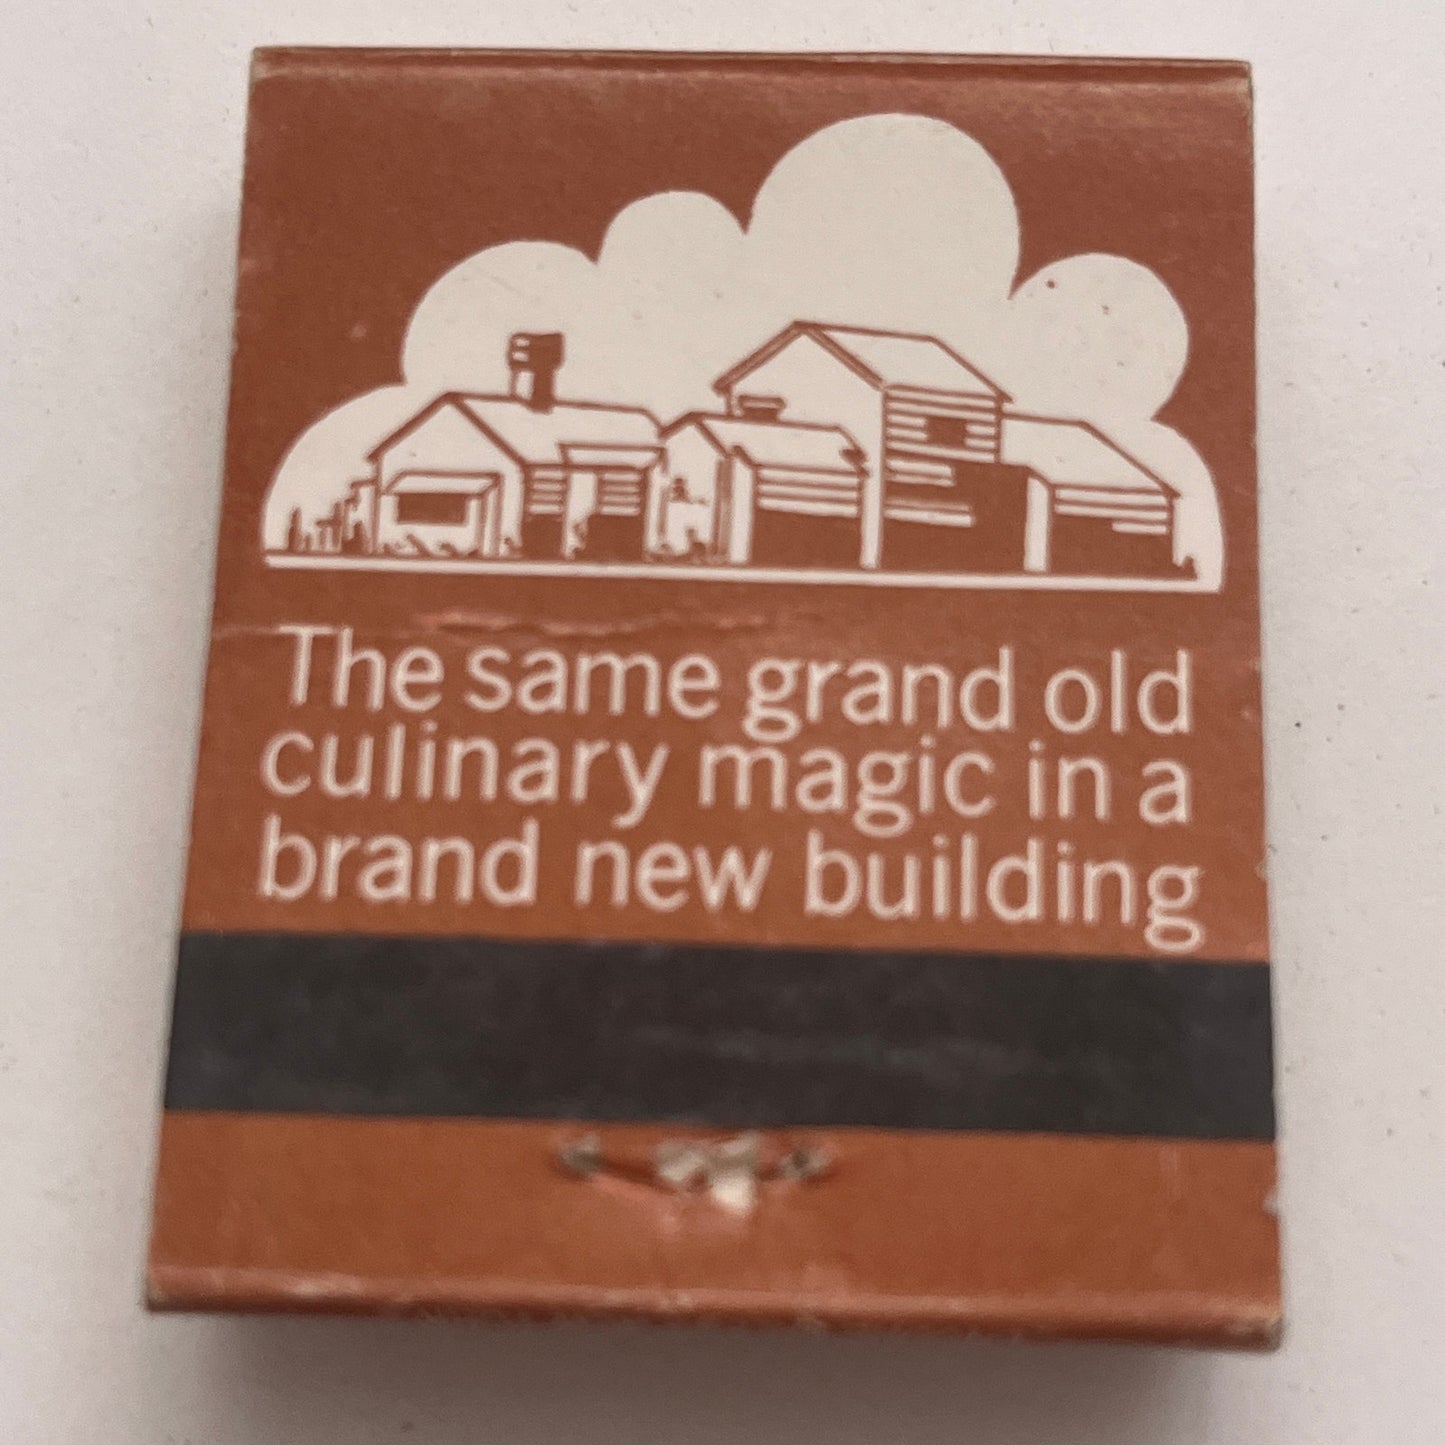 The same grand old
culinary magic in a
brand new building